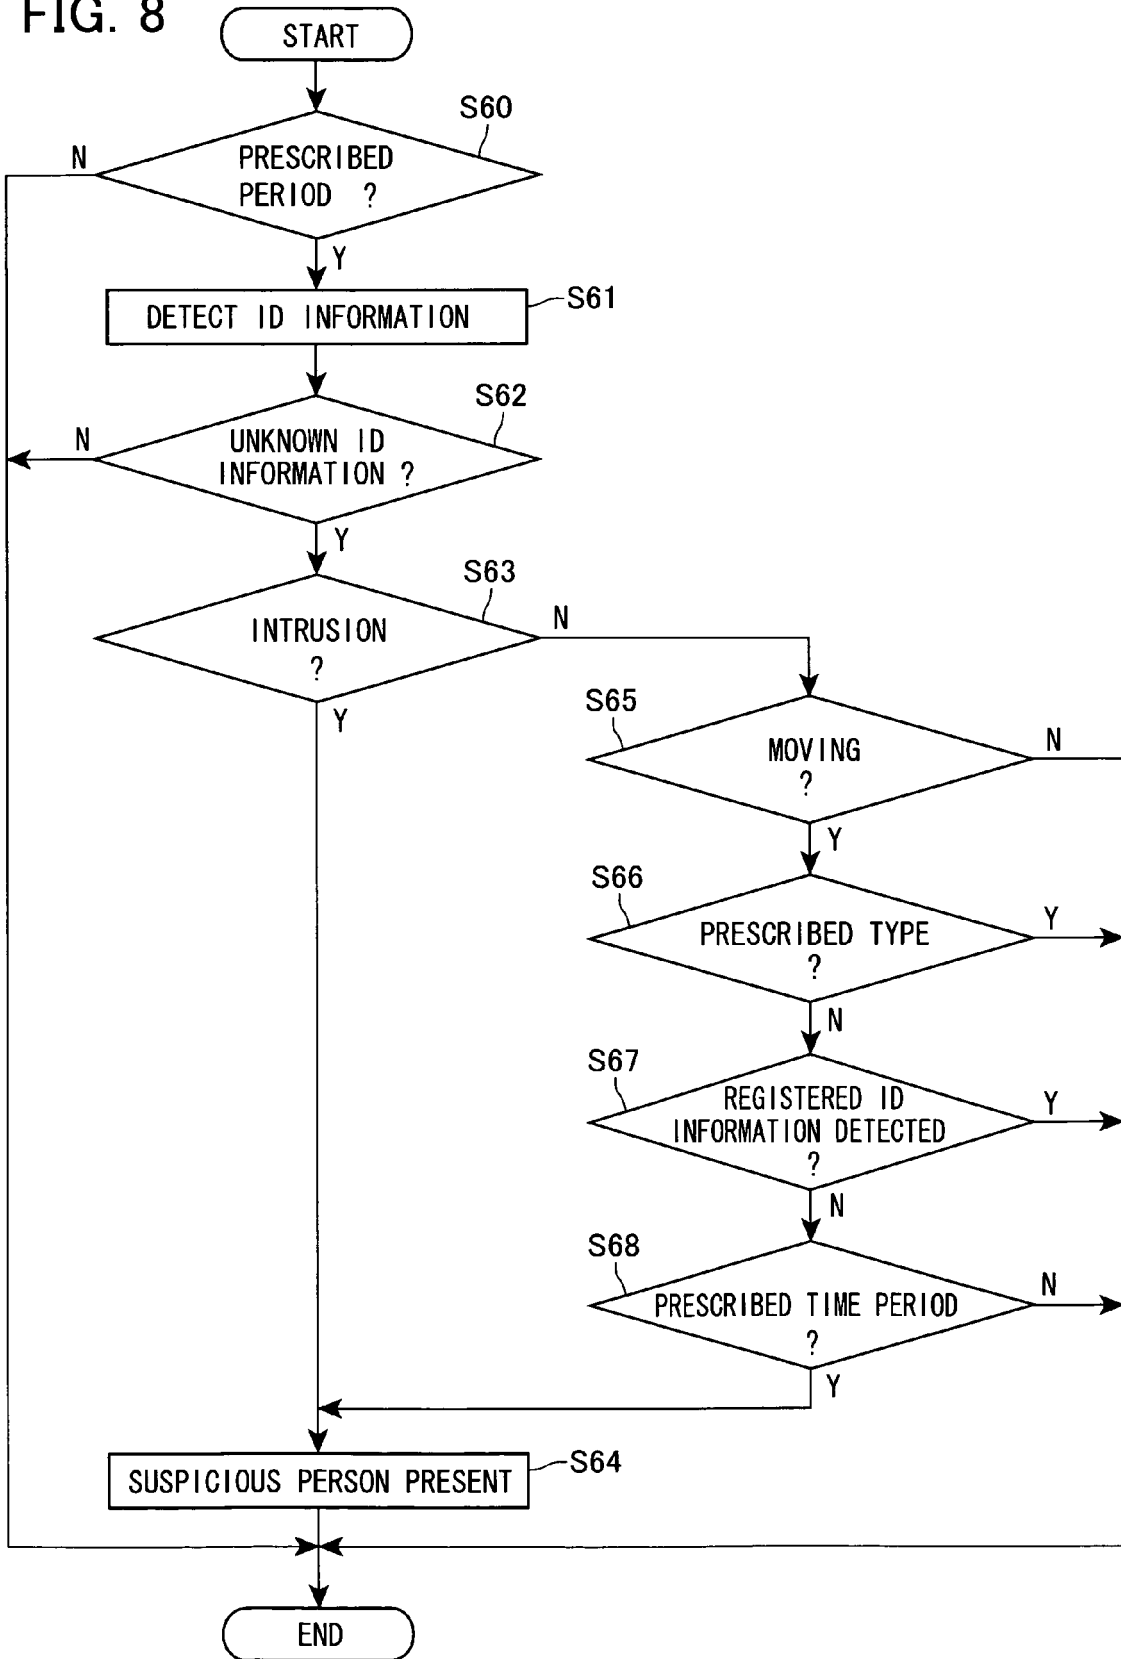 FIG. 8
START
S60
N
PRESCRIBED
PERIOD ?
Y
S61
DETECT ID INFORMATION
S62
N
UNKNOWN ID
INFORMATION ?
Y
S63
N
INTRUSION
?
Y
S65
N
MOVING
?
Y
S66
Y
PRESCRIBED TYPE
?
N
S67
Y
REGISTERED ID
INFORMATION DETECTED
?
N
S68
N
PRESCRIBED TIME PERIOD
?
Y
S64
SUSPICIOUS PERSON PRESENT
END